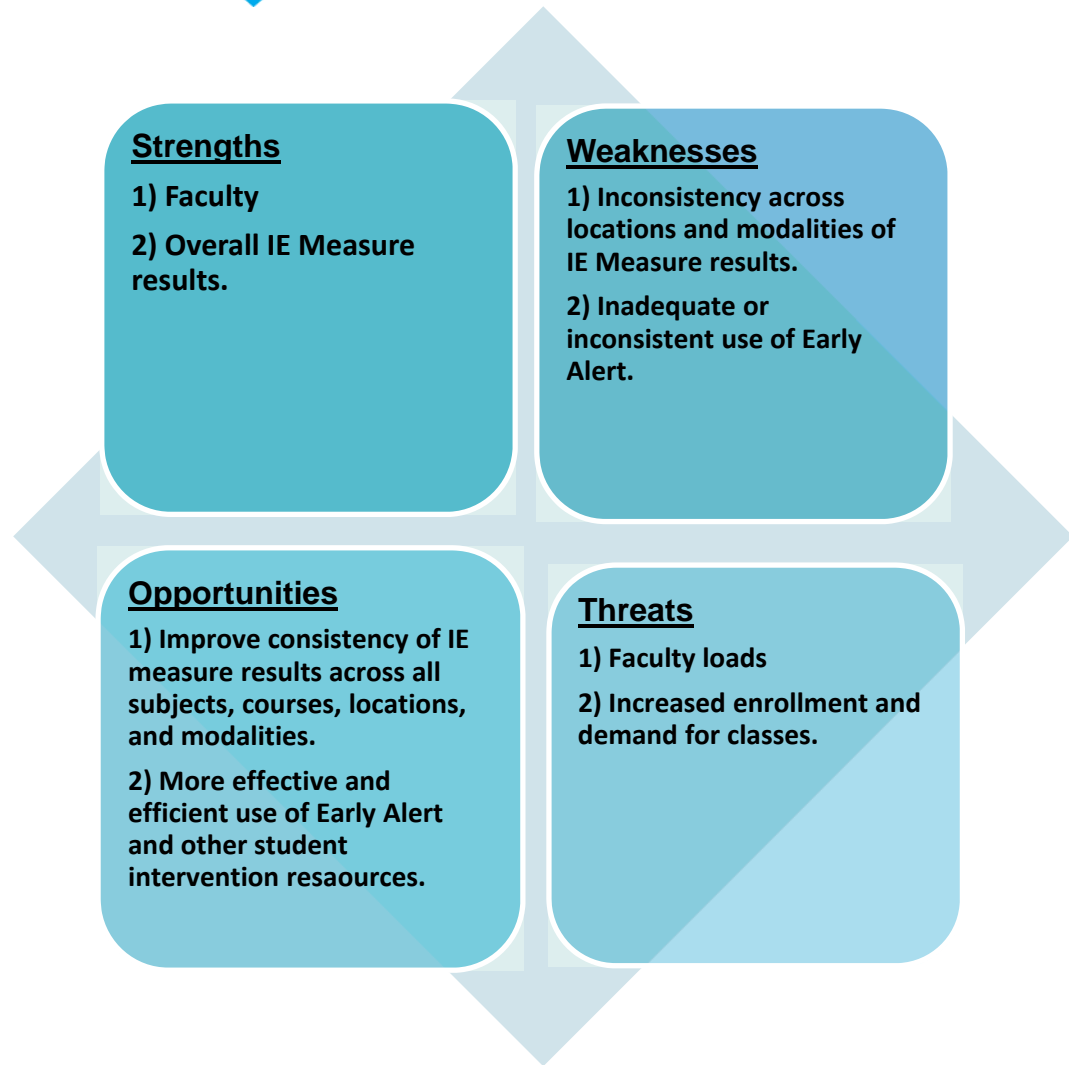 Strengths
1) Faculty
2) Overall IE Measure
results.
Weaknesses
1) Inconsistency across
locations and modalities of
IE Measure results.
2) Inadequate or
inconsistent use of Early
Alert.
Opportunities
1) Improve consistency of IE
measure results across all
subjects, courses, locations,
and modalities.
2) More effective and
efficient use of Early Alert
and other student
intervention resaources.
Threats
1) Faculty loads
2) Increased enrollment and
demand for classes.